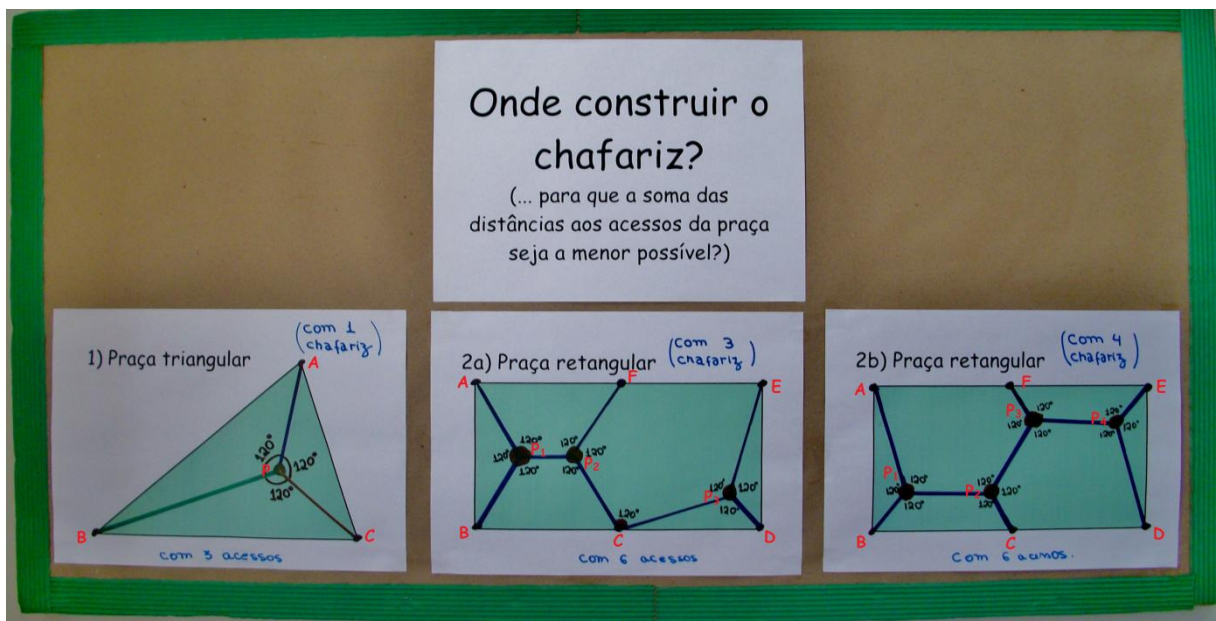 Onde construir o
chafariz?
(... para que a soma das
distâncias aos acessos da praça
seja a menor possível?)
1) Praça triangular
(com 1
chafariz)
A
P
120°
120°
120°
B
C
com 3 acessos
2a) Praça retangular
(com 3
chafariz)
A
F
E
120°
120°
120°
P1
120°
120°
120°
P2
120°
120°
120°
120°
P3
B
C
D
com 6 acessos
2b) Praça retangular
(com 4
chafariz)
A
F
E
P3
120°
120°
120°
P4
120°
120°
120°
P1
120°
120°
120°
P2
120°
120°
120°
B
C
D